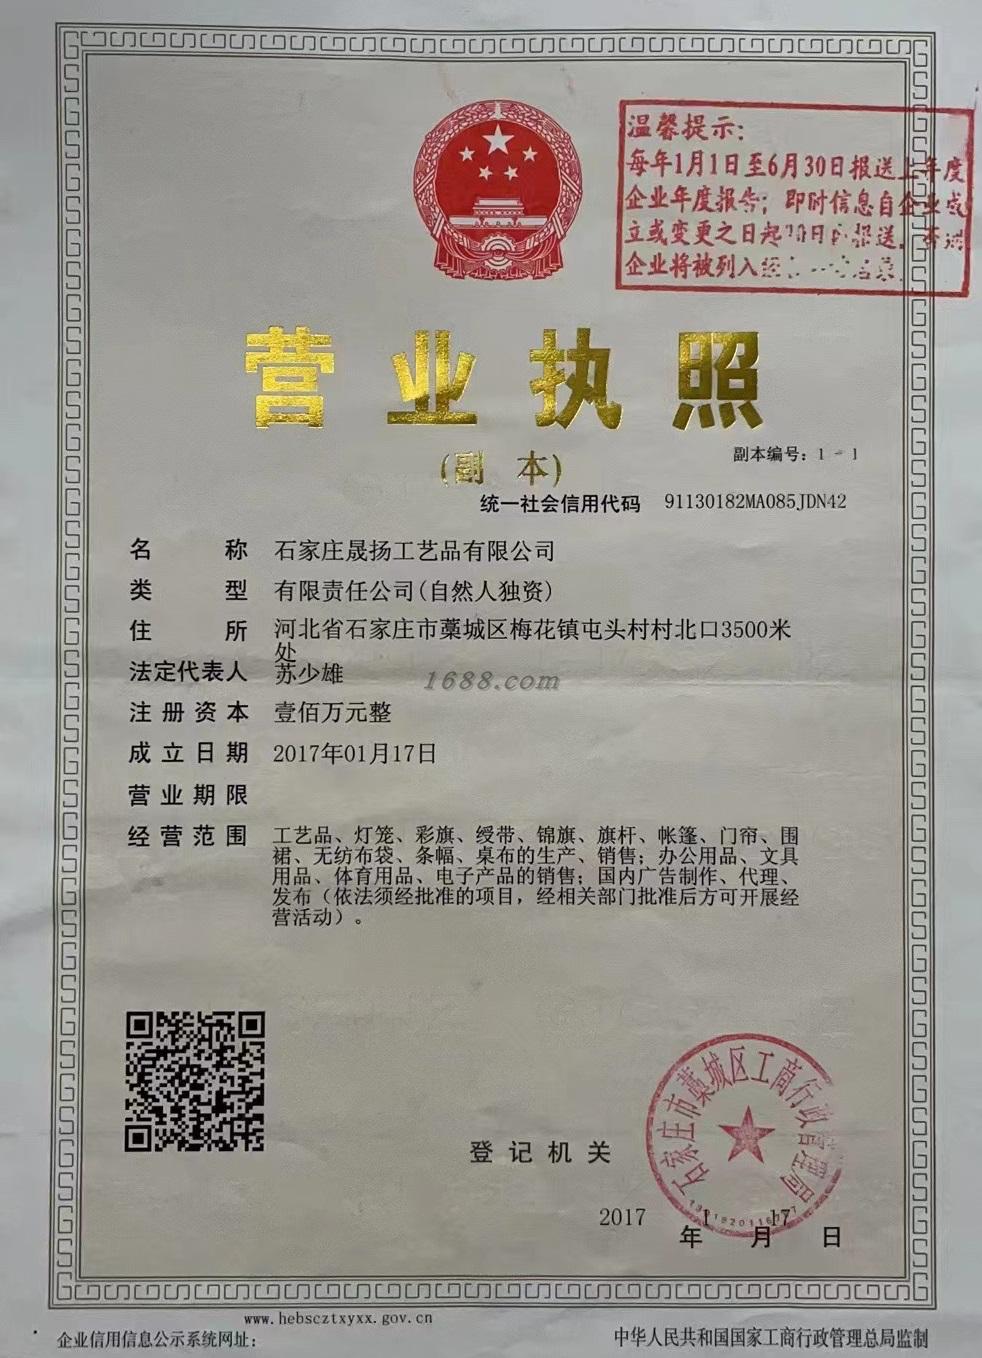 温馨提示：
每年1月1日至6月30日报送上年度
企业年度报告；即时信息自企业成
立或变更之日起20日内报送，否则
企业将被列入经
营业执照
(副本)
副本编号：1-1
统一社会信用代码 91130182MA085JDN42
名称 石家庄晟扬工艺品有限公司
类型 有限责任公司(自然人独资)
住所 河北省石家庄市藁城区梅花镇屯头村村北口3500米
处
法定代表人 苏少雄
1688.com
注册资本 壹佰万元整
成立日期 2017年01月17日
营业期限
经营范围 工艺品、灯笼、彩旗、绶带、锦旗、旗杆、帐篷、门帘、围
裙、无纺布袋、条幅、桌布的生产、销售；办公用品、文具
用品、体育用品、电子产品的销售；国内广告制作、代理、
发布（依法须经批准的项目，经相关部门批准后方可开展经
营活动）。
石家庄市藁城区工商行政管理局
登记机关
2017年1月17日
www.hebscztxyxx.gov.cn
企业信用信息公示系统网址：
中华人民共和国国家工商行政管理总局监制